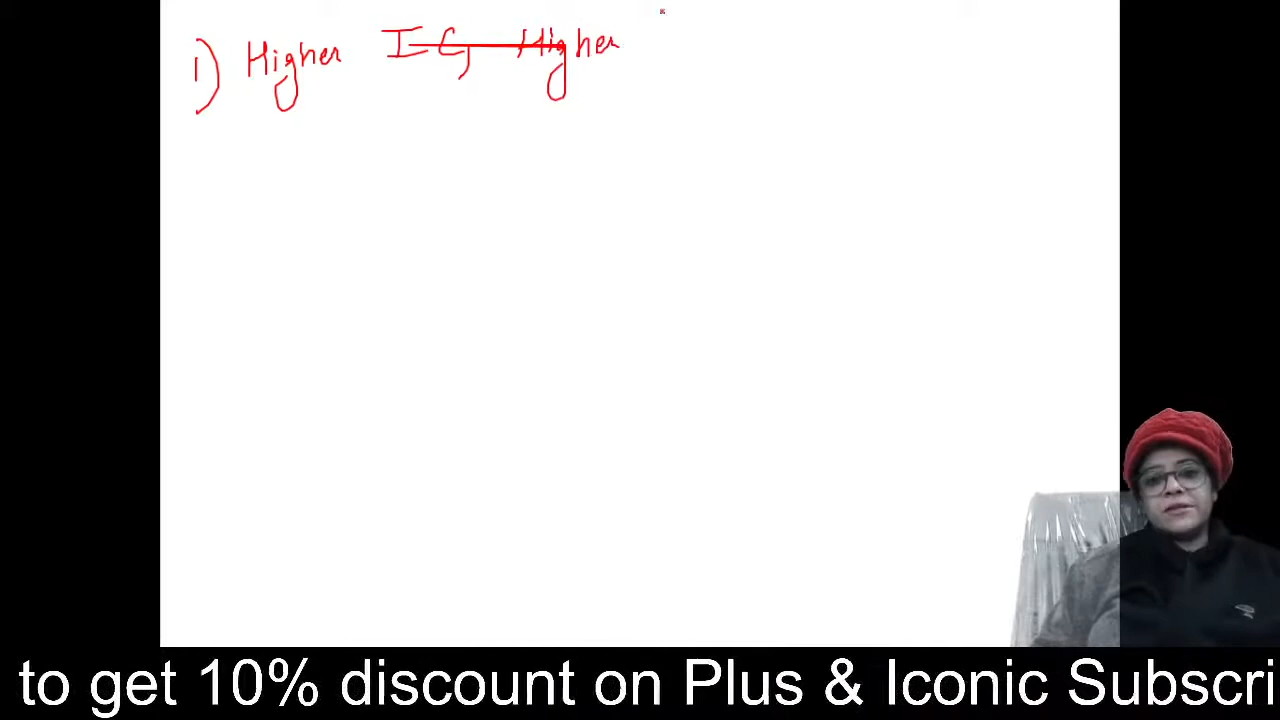 1) Higher I C, Higher
to get 10% discount on Plus & Iconic Subscri